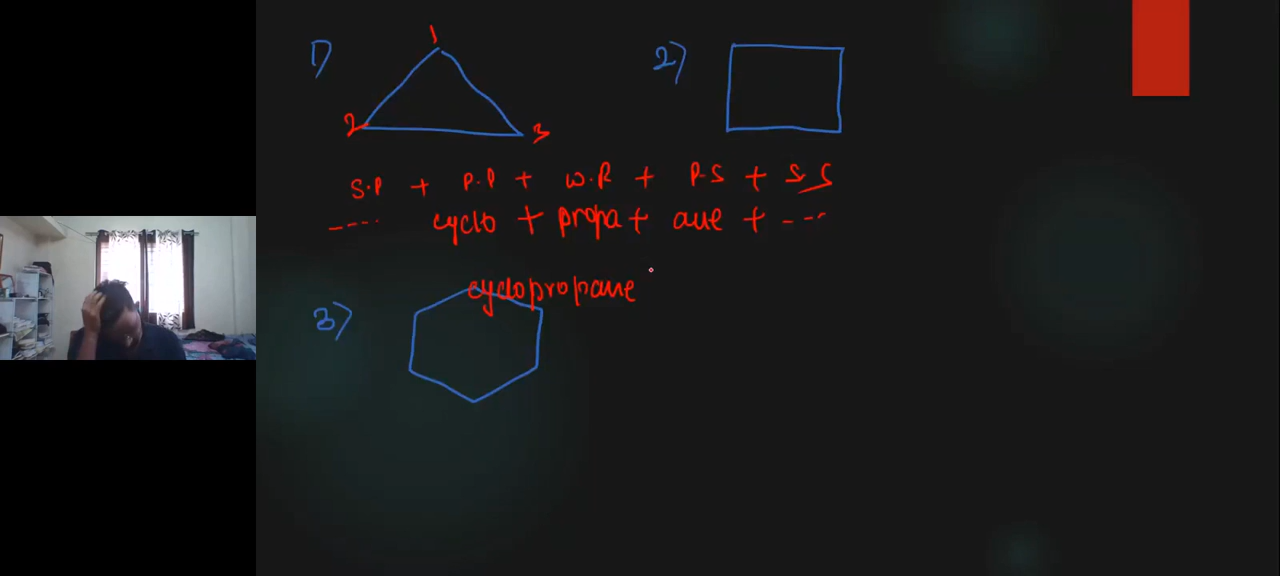 1) 1 2)
2 3
S.P + P.P + W.R + P.S + S.S
---- cyclo + propa + ane + ---
cyclopropane
3)